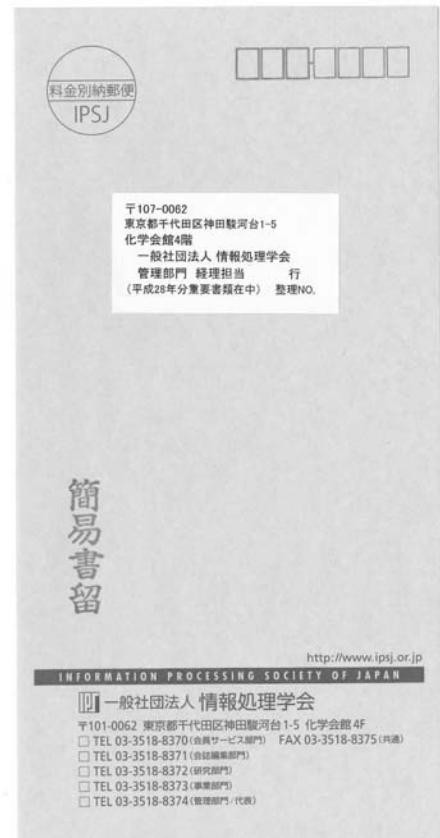 料金別納郵便
IPSJ
〒107-0062
東京都千代田区神田駿河台1-5
化学会館4階
一般社団法人 情報処理学会
管理部門 経理担当 行
(平成28年分重要書類在中) 整理NO.
簡易書留
http://www.ipsj.or.jp
INFORMATION PROCESSING SOCIETY OF JAPAN
IPSJ 一般社団法人 情報処理学会
〒101-0062 東京都千代田区神田駿河台1-5 化学会館4F
□ TEL 03-3518-8370(会員サービス部門) FAX 03-3518-8375(共通)
□ TEL 03-3518-8371(会誌編集部門)
□ TEL 03-3518-8372(研究部門)
□ TEL 03-3518-8373(事業部門)
□ TEL 03-3518-8374(管理部門/代表)